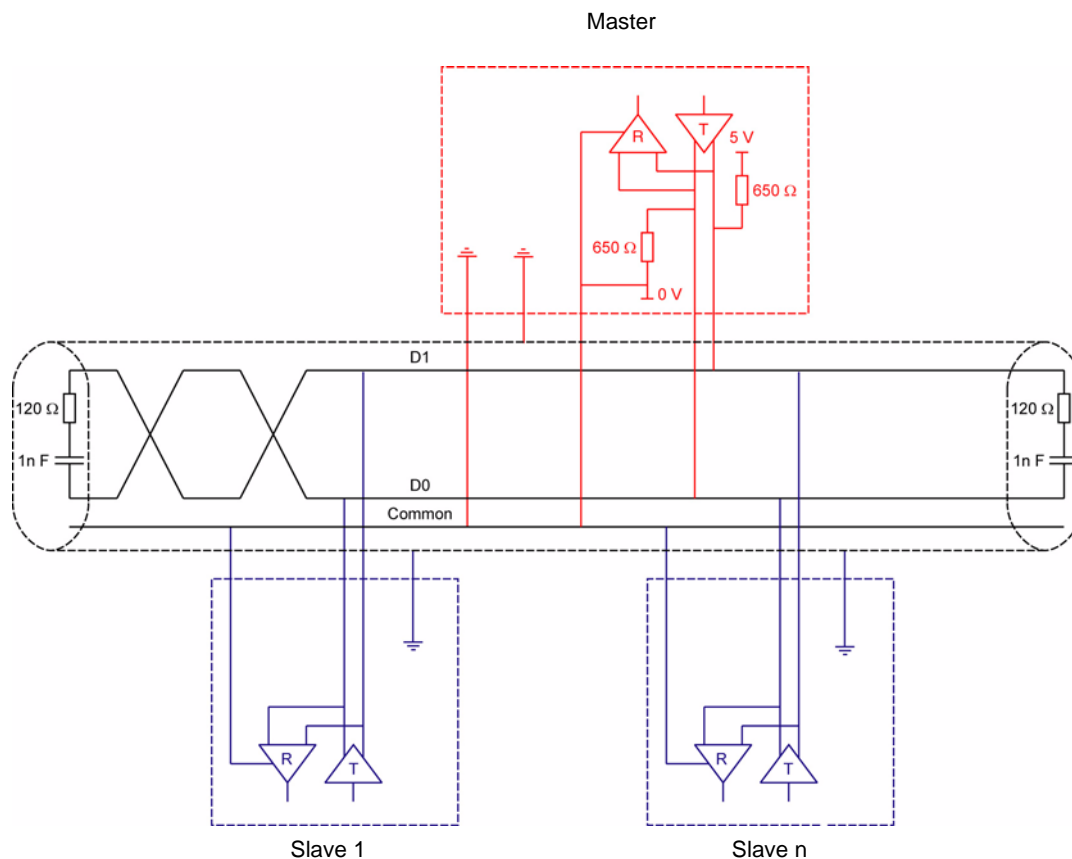 Master
R
T
5 V
650 Ω
650 Ω
0 V
D1
120 Ω
1n F
120 Ω
1n F
D0
Common
R
T
R
T
Slave 1
Slave n